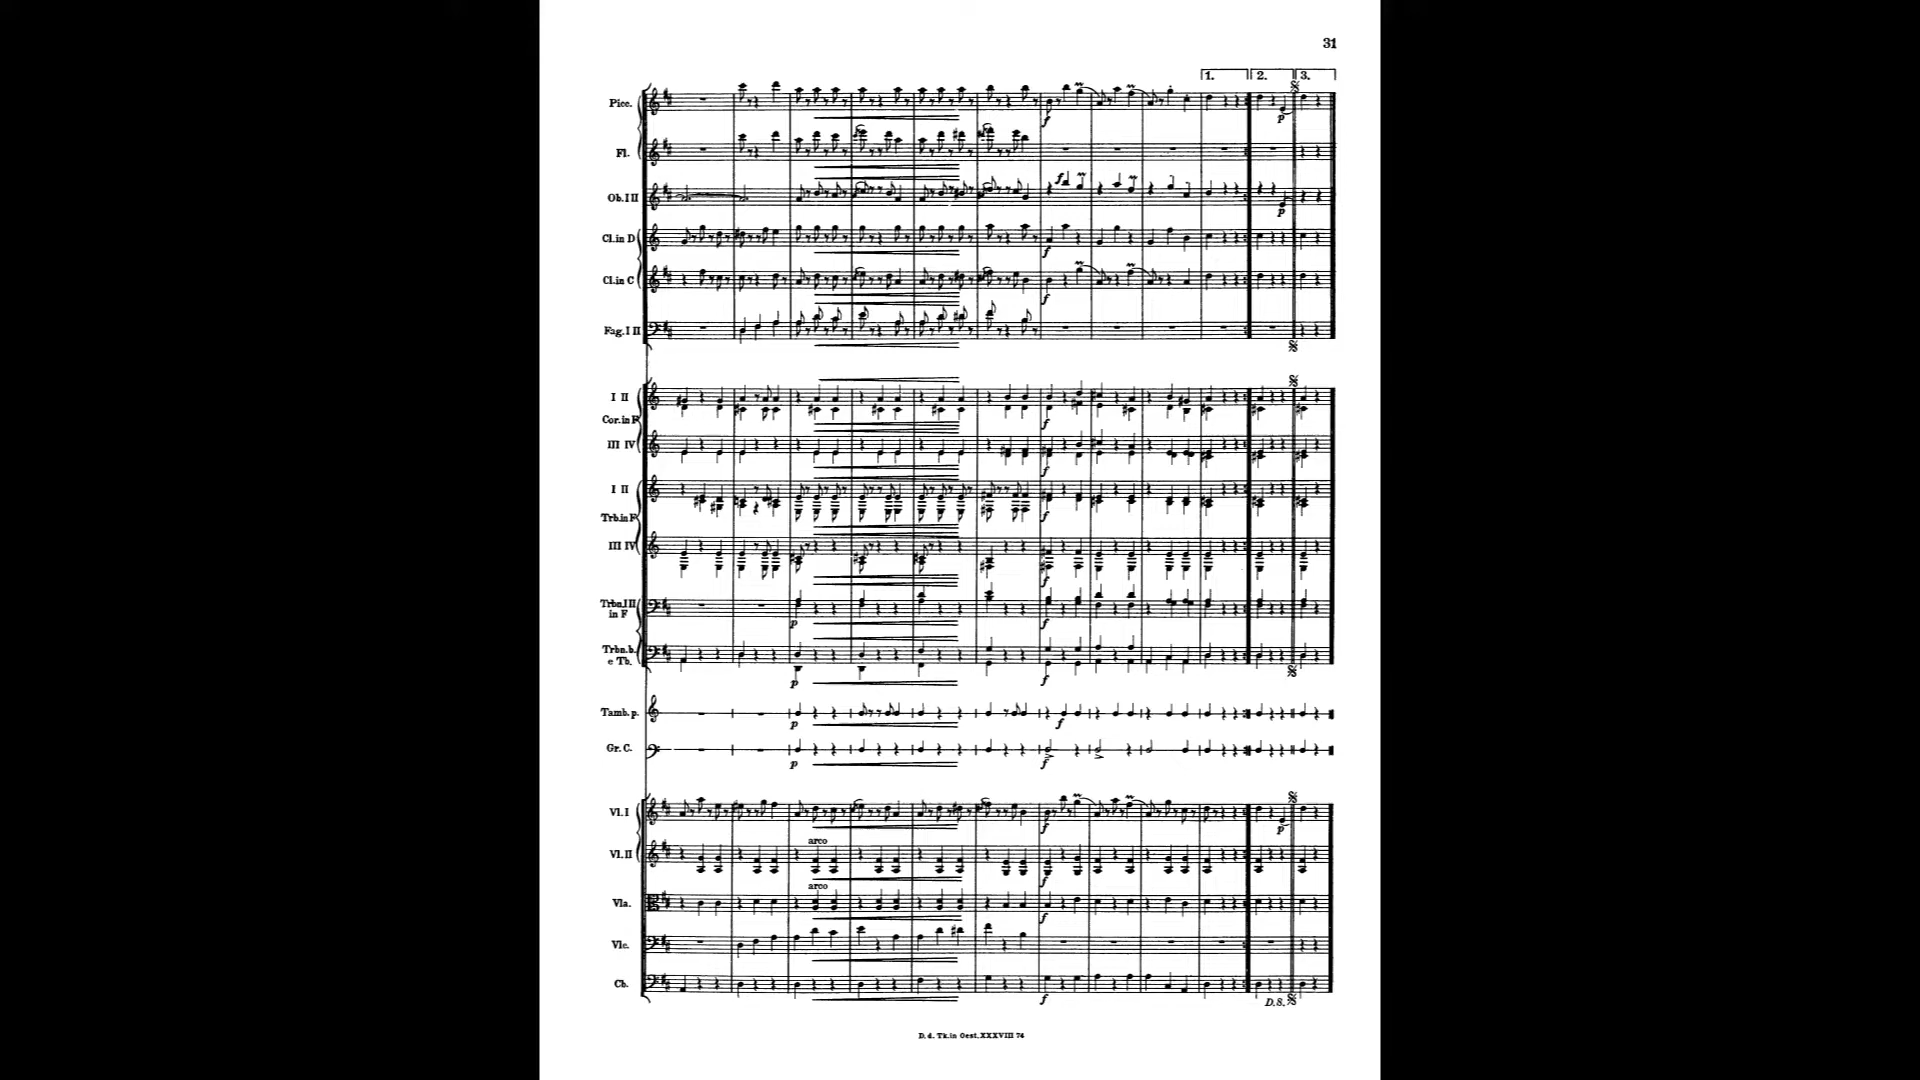 31
1. 2. 3.
Picc.
p
f
Fl.
Ob. I II
f
p
Cl. in D
f
Cl. in C
f
Fag. I II
I II
Cor. in F
f
III IV
f
I II
Trb. in F
f
III IV
f
Trbn. I II
in F
p
f
Trbn. b.
e Tb.
p
f
Tamb. p.
p
f
Gr. C.
p
f
Vl. I
f
p
arco
Vl. II
f
arco
Vla.
f
Vlc.
Cb.
f
D. S.
D. d. Tk. in Oest. XXXVIII 74